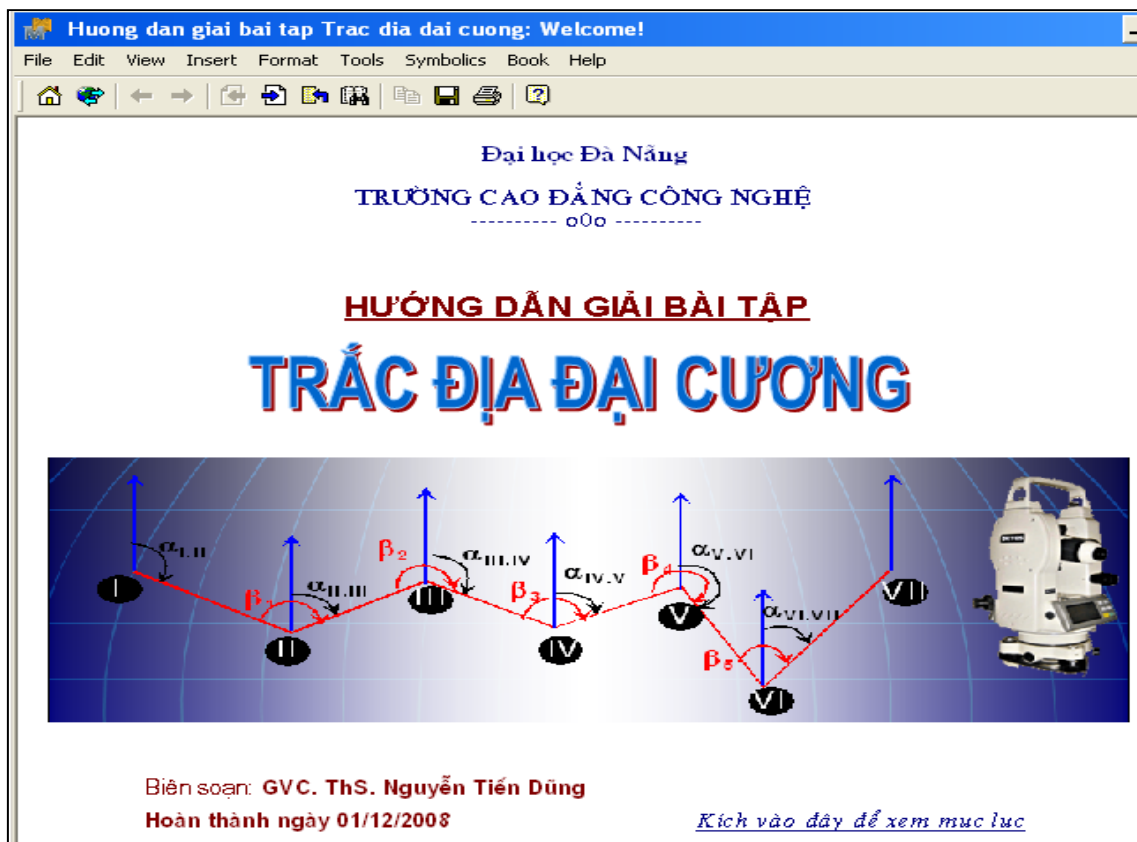 Huong dan giai bai tap Trac dia dai cuong: Welcome!
File Edit View Insert Format Tools Symbolics Book Help
Đại học Đà Nẵng
TRƯỜNG CAO ĐẲNG CÔNG NGHỆ
---------- o0o ----------
HƯỚNG DẪN GIẢI BÀI TẬP
TRẮC ĐỊA ĐẠI CƯƠNG
αI.II
β2
αIII.IV
αV.VI
β4
I
β1
αII.III
III
β3
αIV.V
V
αVI.VII
VII
II
IV
β5
VI
Biên soạn: GVC. ThS. Nguyễn Tiến Dũng
Hoàn thành ngày 01/12/2008
Kích vào đây để xem mục lục